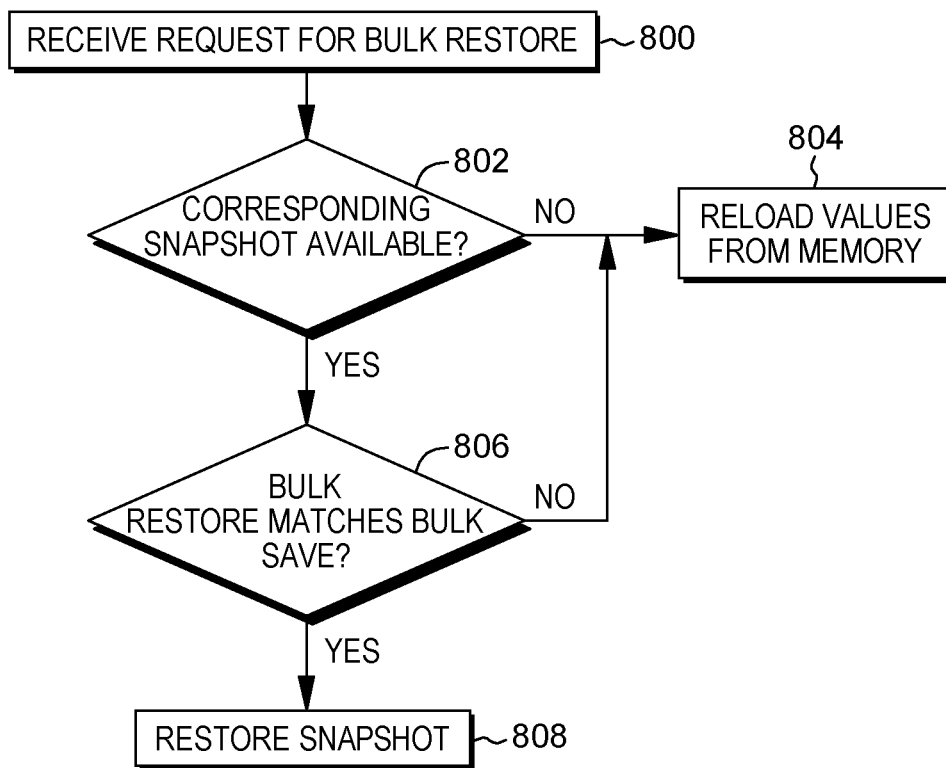 RECEIVE REQUEST FOR BULK RESTORE
800
802
CORRESPONDING
SNAPSHOT AVAILABLE?
NO
804
RELOAD VALUES
FROM MEMORY
YES
806
BULK
RESTORE MATCHES BULK
SAVE?
NO
YES
RESTORE SNAPSHOT
808